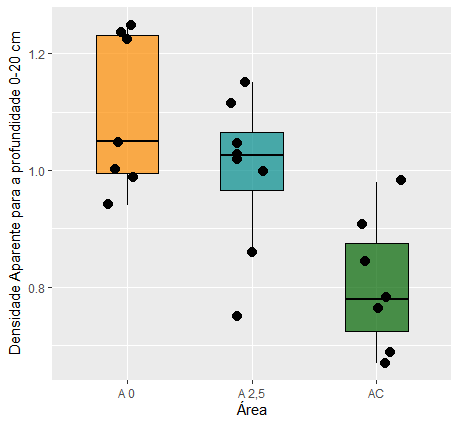 Densidade Aparente para a profundidade 0-20 cm
1.2
1.0
0.8
A 0
A 2,5
AC
Área